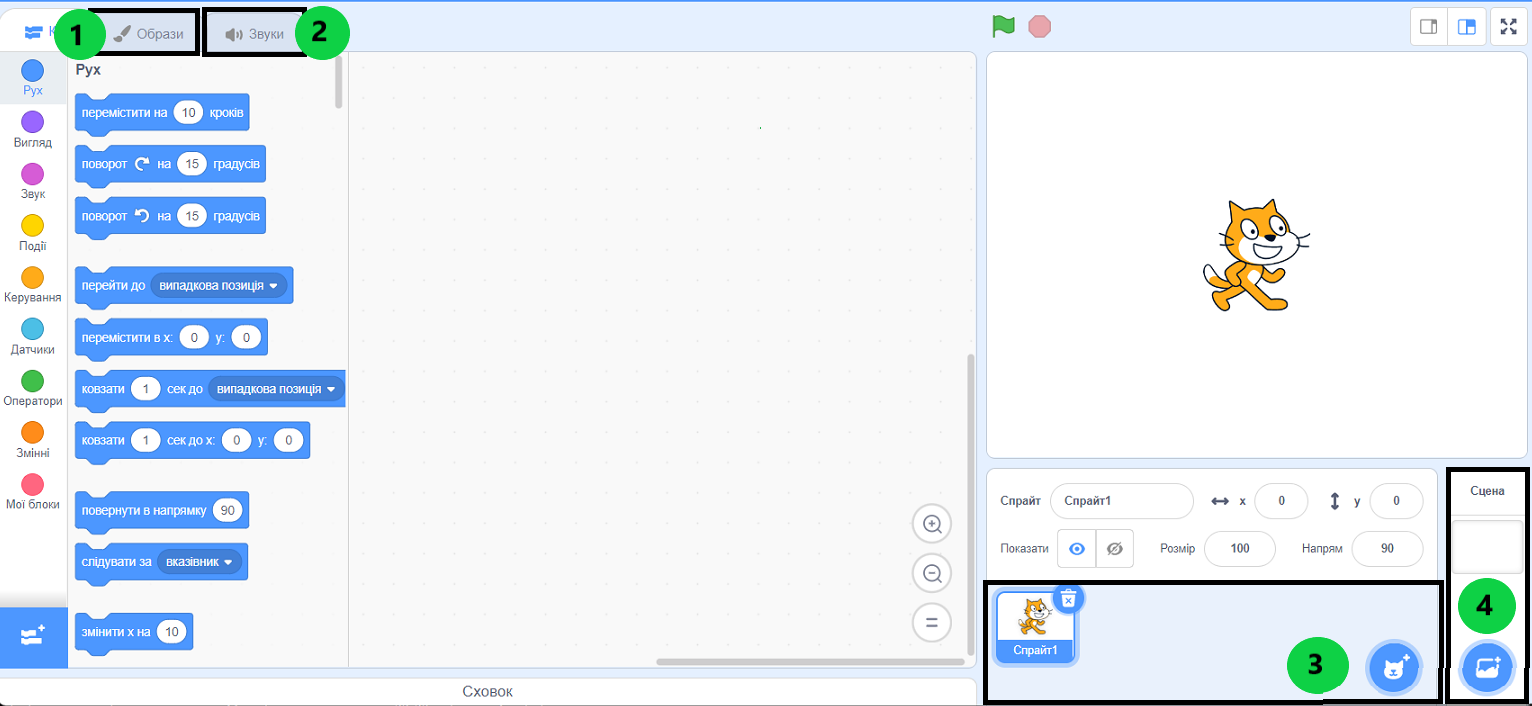 1
Образи
Звуки
2
Рух
Вигляд
Звук
Події
Керування
Датчики
Оператори
Змінні
Мої блоки
Рух
перемістити на 10 кроків
поворот на 15 градусів
поворот на 15 градусів
перейти до випадкова позиція
перемістити в x: 0 y: 0
ковзати 1 сек до випадкова позиція
ковзати 1 сек до x: 0 y: 0
повернути в напрямку 90
слідувати за вказівник
змінити x на 10
Сховок
Спрайт Спрайт1 x 0 y 0
Показати Розмір 100 Напрям 90
Спрайт1
3
Сцена
4